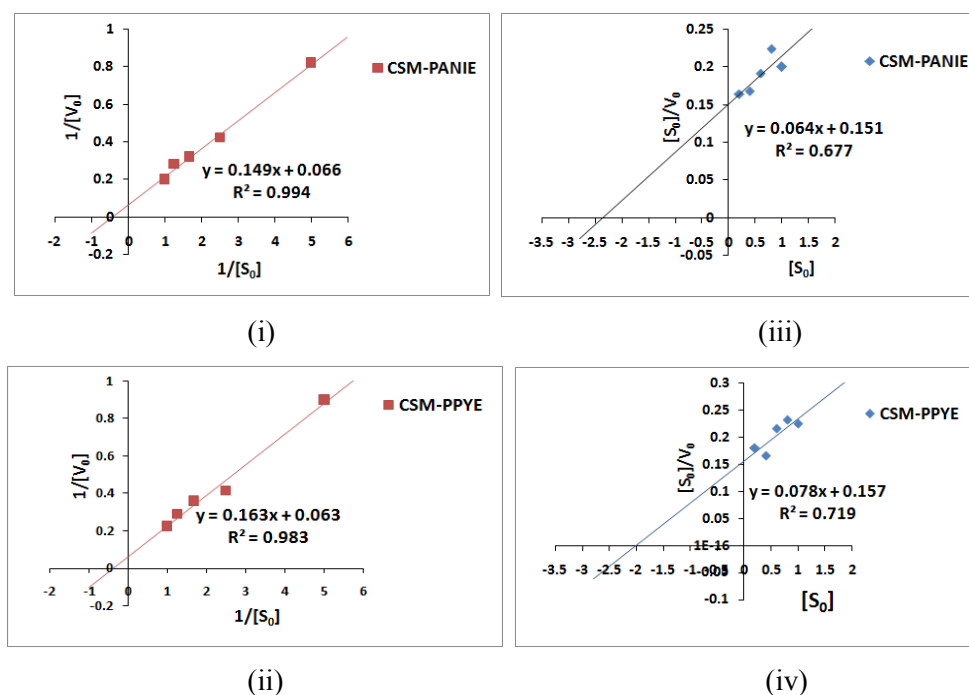 1
0.8
0.6
0.4
0.2
0
-0.2
-2 -1 0 1 2 3 4 5 6
1/[V₀]
1/[S₀]
CSM-PANIE
y = 0.149x + 0.066
R² = 0.994
(i)
0.25
0.2
0.15
0.1
0.05
0
-0.05
-3.5 -3 -2.5 -2 -1.5 -1 -0.5 0 0.5 1 1.5 2
[S₀]/V₀
[S₀]
CSM-PANIE
y = 0.064x + 0.151
R² = 0.677
(iii)
1
0.8
0.6
0.4
0.2
0
-0.2
-2 -1 0 1 2 3 4 5 6
1/[V₀]
1/[S₀]
CSM-PPYE
y = 0.163x + 0.063
R² = 0.983
(ii)
0.3
0.25
0.2
0.15
0.1
0.05
1E-16
-0.05
-0.1
-4 -3.5 -3 -2.5 -2 -1.5 -1 -0.5 0 0.5 1 1.5 2
[S₀]/V₀
[S₀]
CSM-PPYE
y = 0.078x + 0.157
R² = 0.719
(iv)